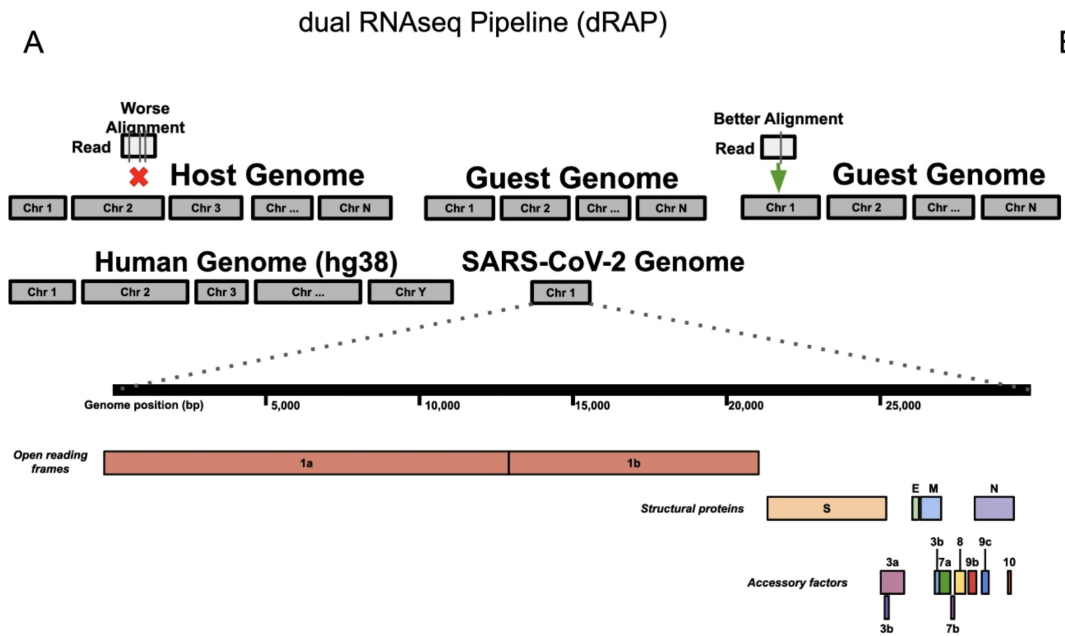 dual RNAseq Pipeline (dRAP)
A
Worse
Alignment
Read
Host Genome
Chr 1 Chr 2 Chr 3 Chr ... Chr N
Guest Genome
Chr 1 Chr 2 Chr ... Chr N
Better Alignment
Read
Guest Genome
Chr 1 Chr 2 Chr ... Chr N
Human Genome (hg38)
Chr 1 Chr 2 Chr 3 Chr ... Chr Y
SARS-CoV-2 Genome
Chr 1
Genome position (bp) 5,000 10,000 15,000 20,000 25,000
Open reading
frames
1a 1b
Structural proteins
S E M N
Accessory factors
3a 3b 7a 8 9b 9c 10
3b 7b